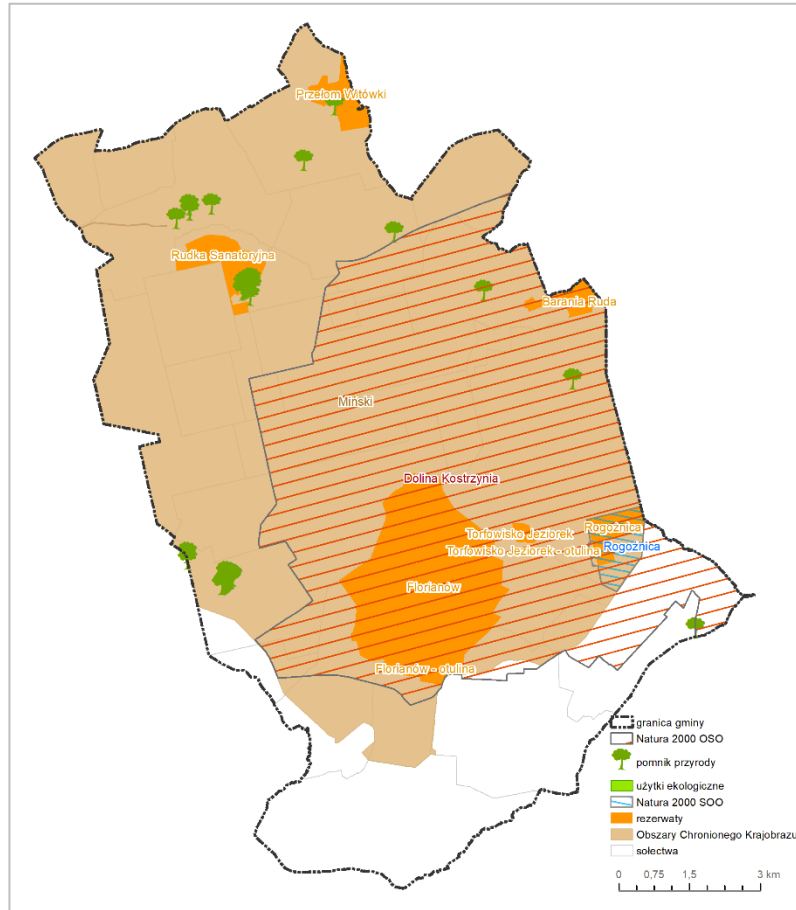 Przełom Witówki
Rudka Sanatoryjna
Barania Ruda
Miński
Dolina Kostrzynia
Torfowisko Jeziorek
Rogoźnica
Torfowisko Jeziorek - otulina
Rogoźnica
Florianów
Florianów - otulina
granica gminy
Natura 2000 OSO
pomnik przyrody
użytki ekologiczne
Natura 2000 SOO
rezerwaty
Obszary Chronionego Krajobrazu
sołectwa
0 0,75 1,5 3 km